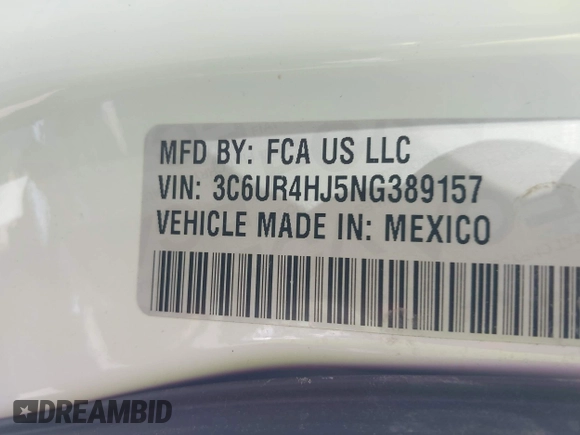 MFD BY: FCA US LLC
VIN: 3C6UR4HJ5NG389157
VEHICLE MADE IN: MEXICO
DREAMBID